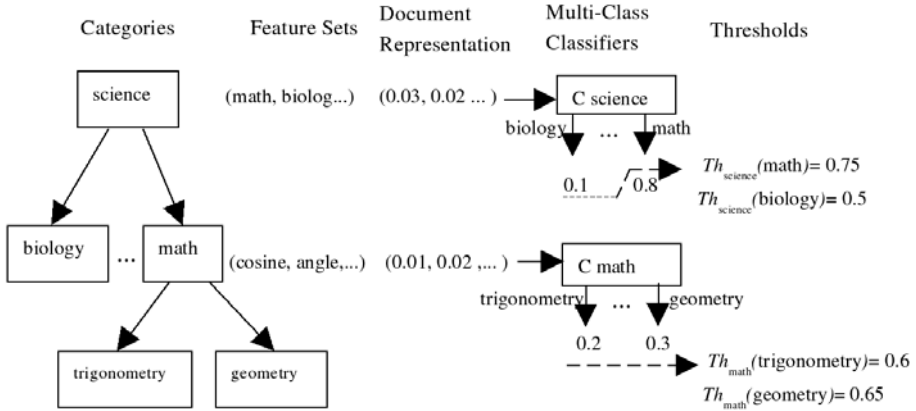 Categories Feature Sets Document Representation Multi-Class Classifiers Thresholds
science (math, biolog...) (0.03, 0.02 ... ) C science
biology ... math
0.1 0.8 Th science (math)= 0.75
Th science (biology)= 0.5
biology ... math (cosine, angle,...) (0.01, 0.02 ,... ) C math
trigonometry ... geometry
0.2 0.3
trigonometry geometry Th math (trigonometry)= 0.6
Th math (geometry)= 0.65